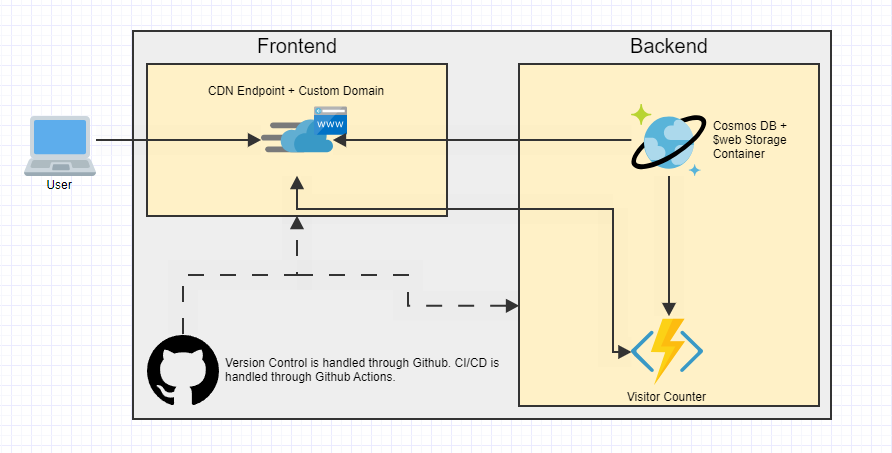 Frontend
Backend
CDN Endpoint + Custom Domain
WWW
Cosmos DB +
$web Storage
Container
User
Version Control is handled through Github. CI/CD is
handled through Github Actions.
Visitor Counter